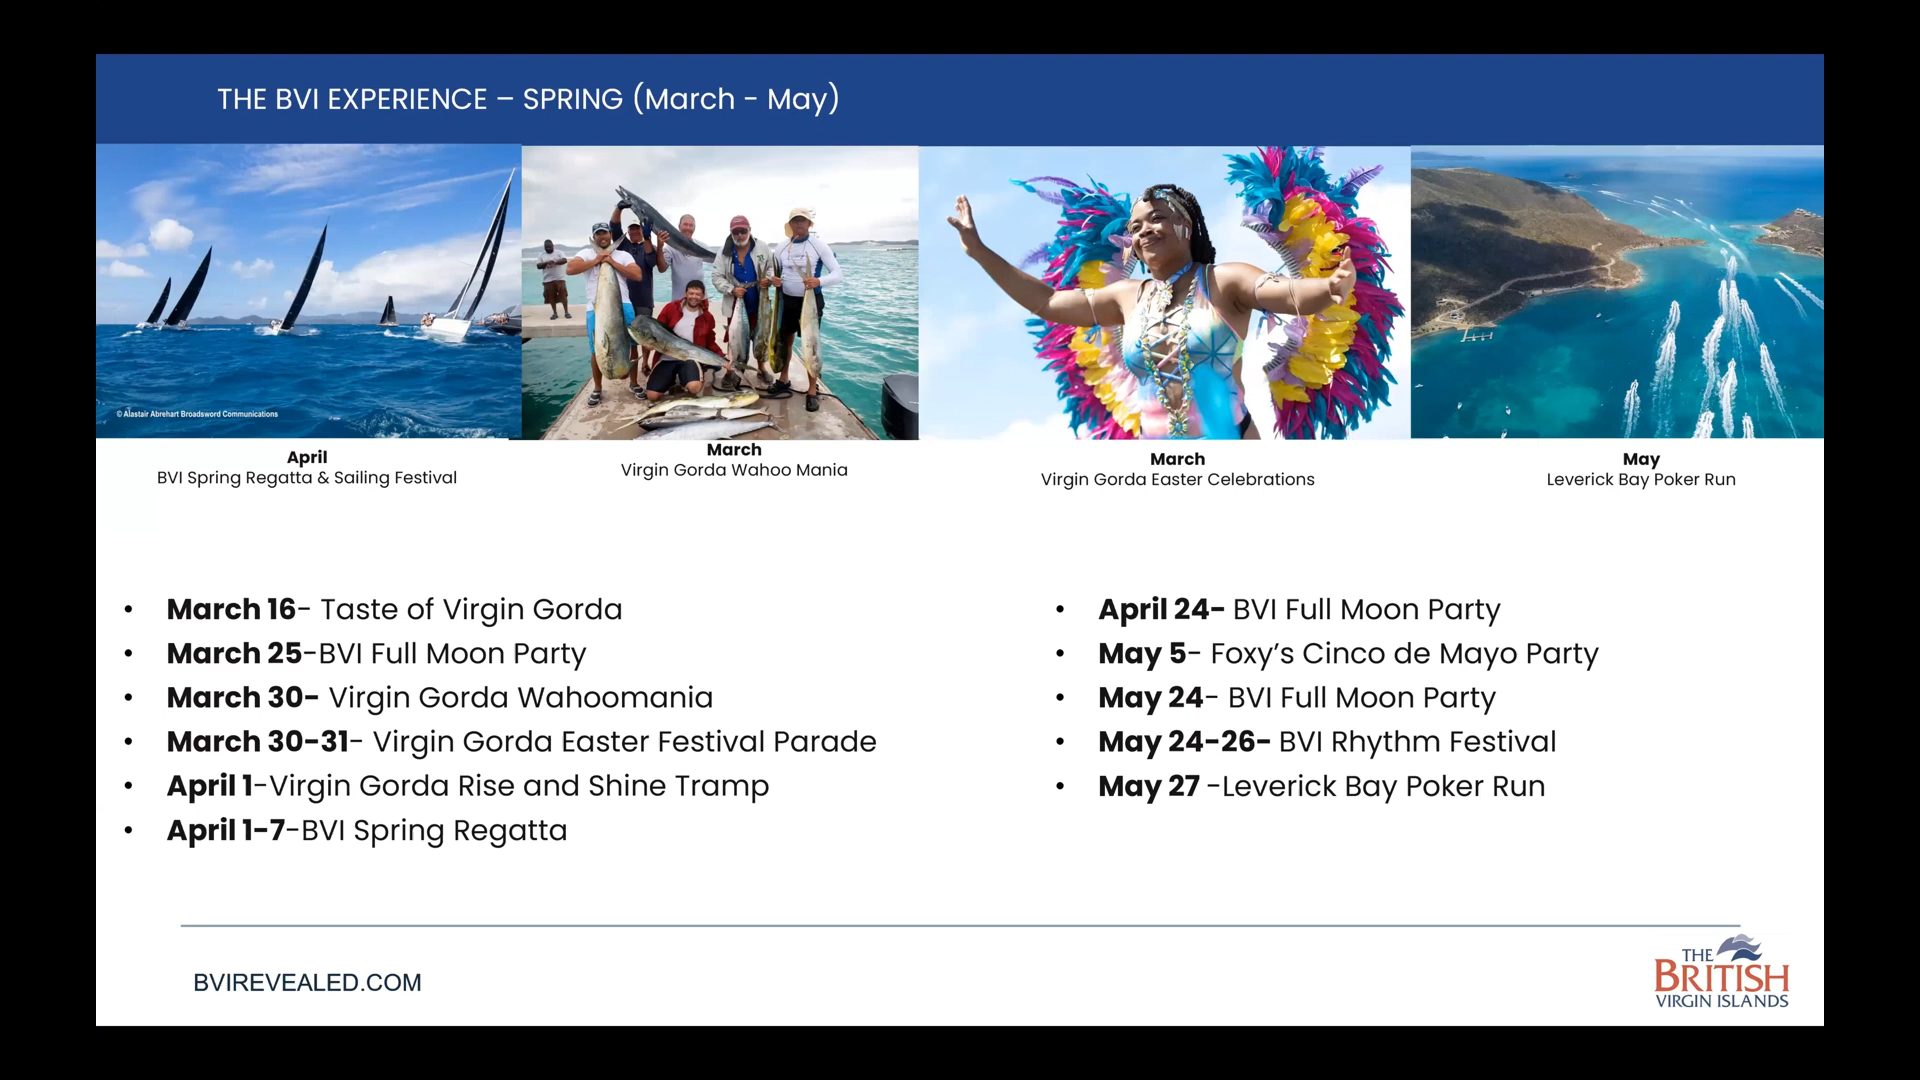 THE BVI EXPERIENCE – SPRING (March - May)
© Alastair Abrehart Broadsword Communications
April
BVI Spring Regatta & Sailing Festival
March
Virgin Gorda Wahoo Mania
March
Virgin Gorda Easter Celebrations
May
Leverick Bay Poker Run
• March 16- Taste of Virgin Gorda
• March 25-BVI Full Moon Party
• March 30- Virgin Gorda Wahoomania
• March 30-31- Virgin Gorda Easter Festival Parade
• April 1-Virgin Gorda Rise and Shine Tramp
• April 1-7-BVI Spring Regatta
• April 24- BVI Full Moon Party
• May 5- Foxy’s Cinco de Mayo Party
• May 24- BVI Full Moon Party
• May 24-26- BVI Rhythm Festival
• May 27 -Leverick Bay Poker Run
BVIREVEALED.COM
THE
BRITISH
VIRGIN ISLANDS